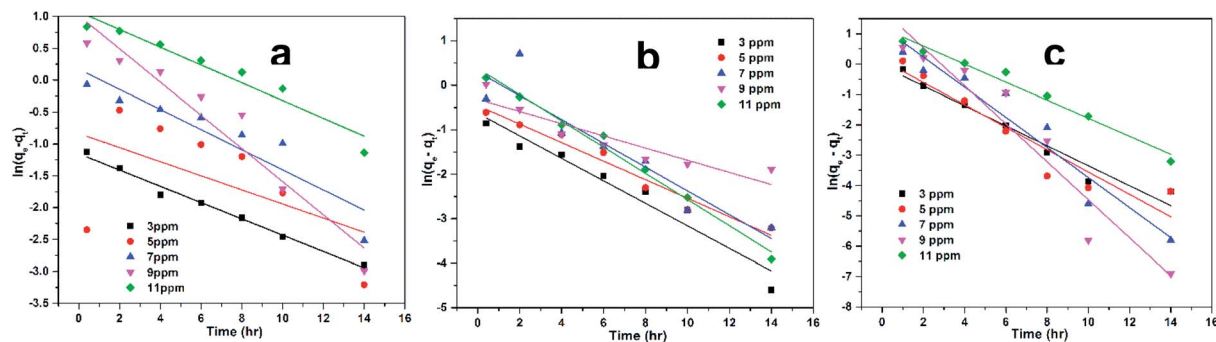 a
ln(qe-qt)
1.0
0.5
0.0
-0.5
-1.0
-1.5
-2.0
-2.5
-3.0
-3.5
3ppm
5ppm
7ppm
9ppm
11ppm
0 2 4 6 8 10 12 14 16
Time (hr)
b
ln(qe - qt)
1
0
-1
-2
-3
-4
-5
3 ppm
5 ppm
7 ppm
9 ppm
11 ppm
0 2 4 6 8 10 12 14 16
Time (hr)
c
ln(qe - qt)
2
1
0
-1
-2
-3
-4
-5
-6
-7
-8
3 ppm
5 ppm
7 ppm
9 ppm
11 ppm
0 2 4 6 8 10 12 14 16
Time (hr)